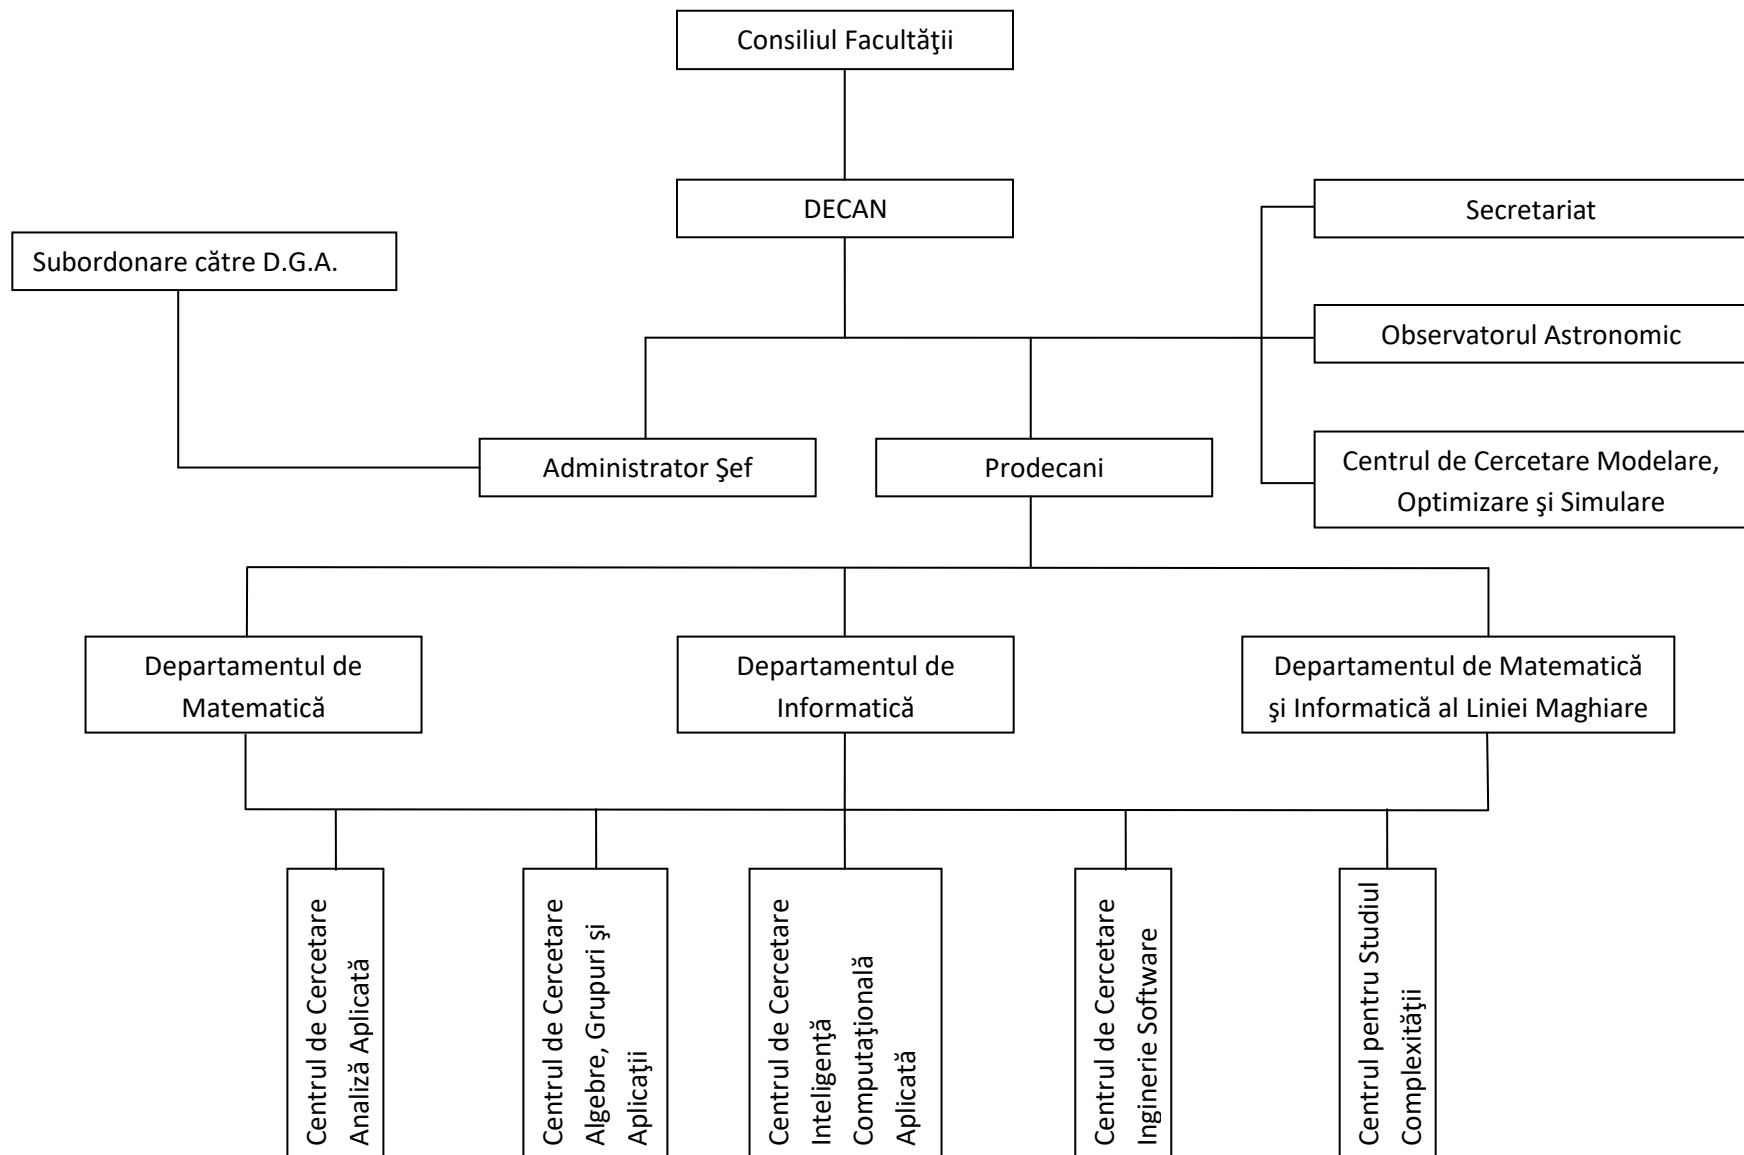 Consiliul Facultăţii
DECAN
Secretariat
Subordonare către D.G.A.
Observatorul Astronomic
Administrator Şef
Prodecani
Centrul de Cercetare Modelare,
Optimizare şi Simulare
Departamentul de
Matematică
Departamentul de
Informatică
Departamentul de Matematică
şi Informatică al Liniei Maghiare
Centrul de Cercetare
Analiză Aplicată
Centrul de Cercetare
Algebre, Grupuri şi
Aplicaţii
Centrul de Cercetare
Inteligenţă
Computaţională
Aplicată
Centrul de Cercetare
Inginerie Software
Centrul pentru Studiul
Complexităţii